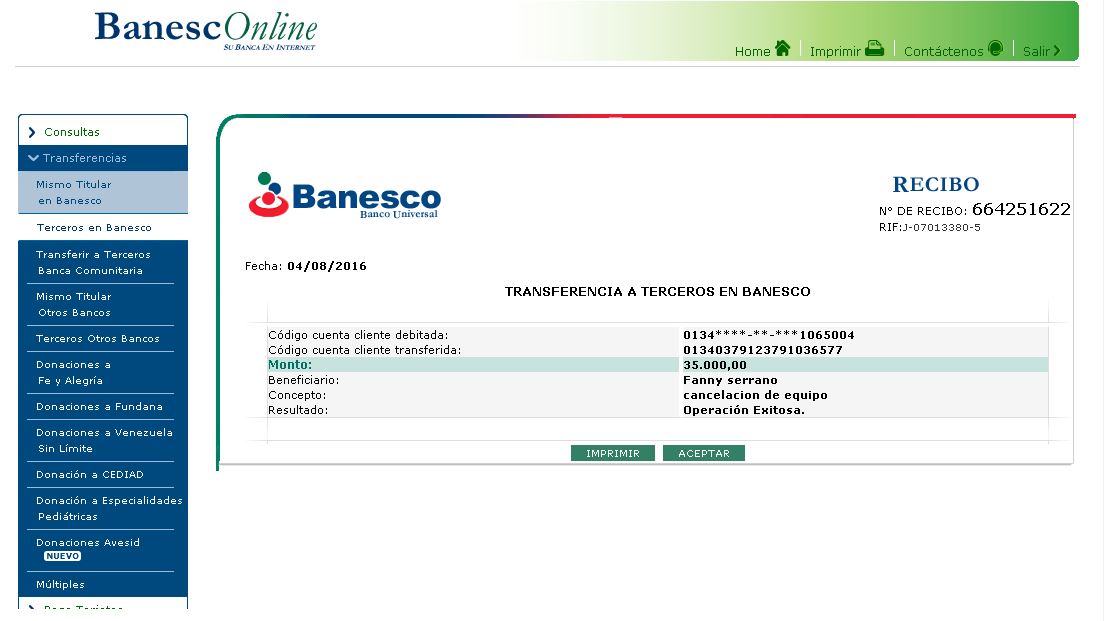 BanescOnline
SU BANCA EN INTERNET
Home
Imprimir
Contáctenos
Salir
Consultas
Transferencias
Mismo Titular
en Banesco
Terceros en Banesco
Transferir a Terceros
Banca Comunitaria
Mismo Titular
Otros Bancos
Terceros Otros Bancos
Donaciones a
Fe y Alegría
Donaciones a Fundana
Donaciones a Venezuela
Sin Límite
Donación a CEDIAD
Donación a Especialidades
Pediátricas
Donaciones Avesid
NUEVO
Múltiples
Banesco
Banco Universal
RECIBO
N° DE RECIBO: 664251622
RIF:J-07013380-5
Fecha: 04/08/2016
TRANSFERENCIA A TERCEROS EN BANESCO
Código cuenta cliente debitada: 0134****-**-***1065004
Código cuenta cliente transferida: 01340379123791036577
Monto: 35.000,00
Beneficiario: Fanny serrano
Concepto: cancelacion de equipo
Resultado: Operación Exitosa.
IMPRIMIR ACEPTAR